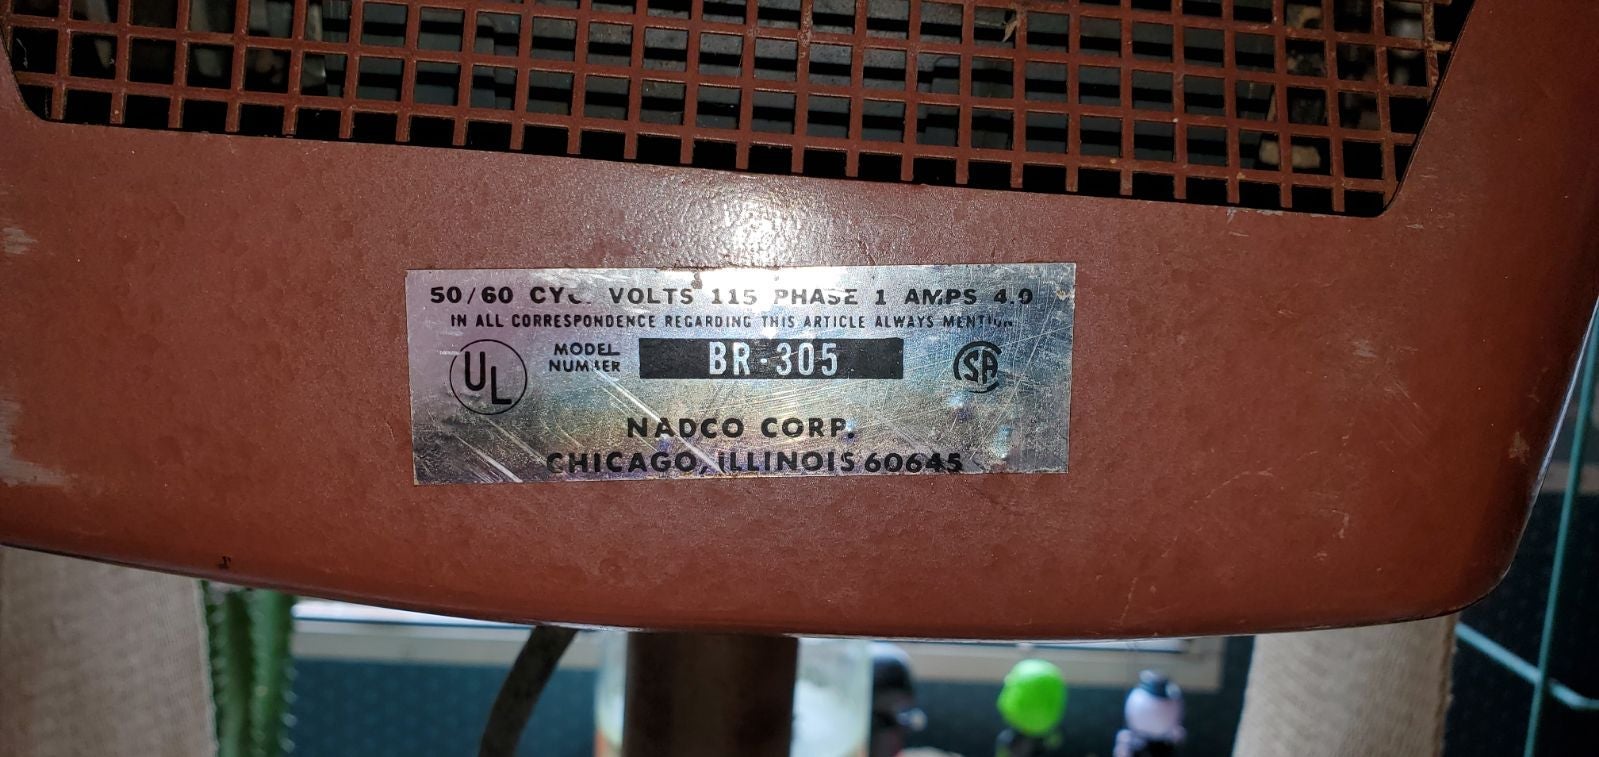 50/60 CYC. VOLTS 115 PHASE 1 AMPS 4.0
IN ALL CORRESPONDENCE REGARDING THIS ARTICLE ALWAYS MENTION
UL
MODEL NUMBER
BR-305
SA
NADCO CORP.
CHICAGO, ILLINOIS 60645